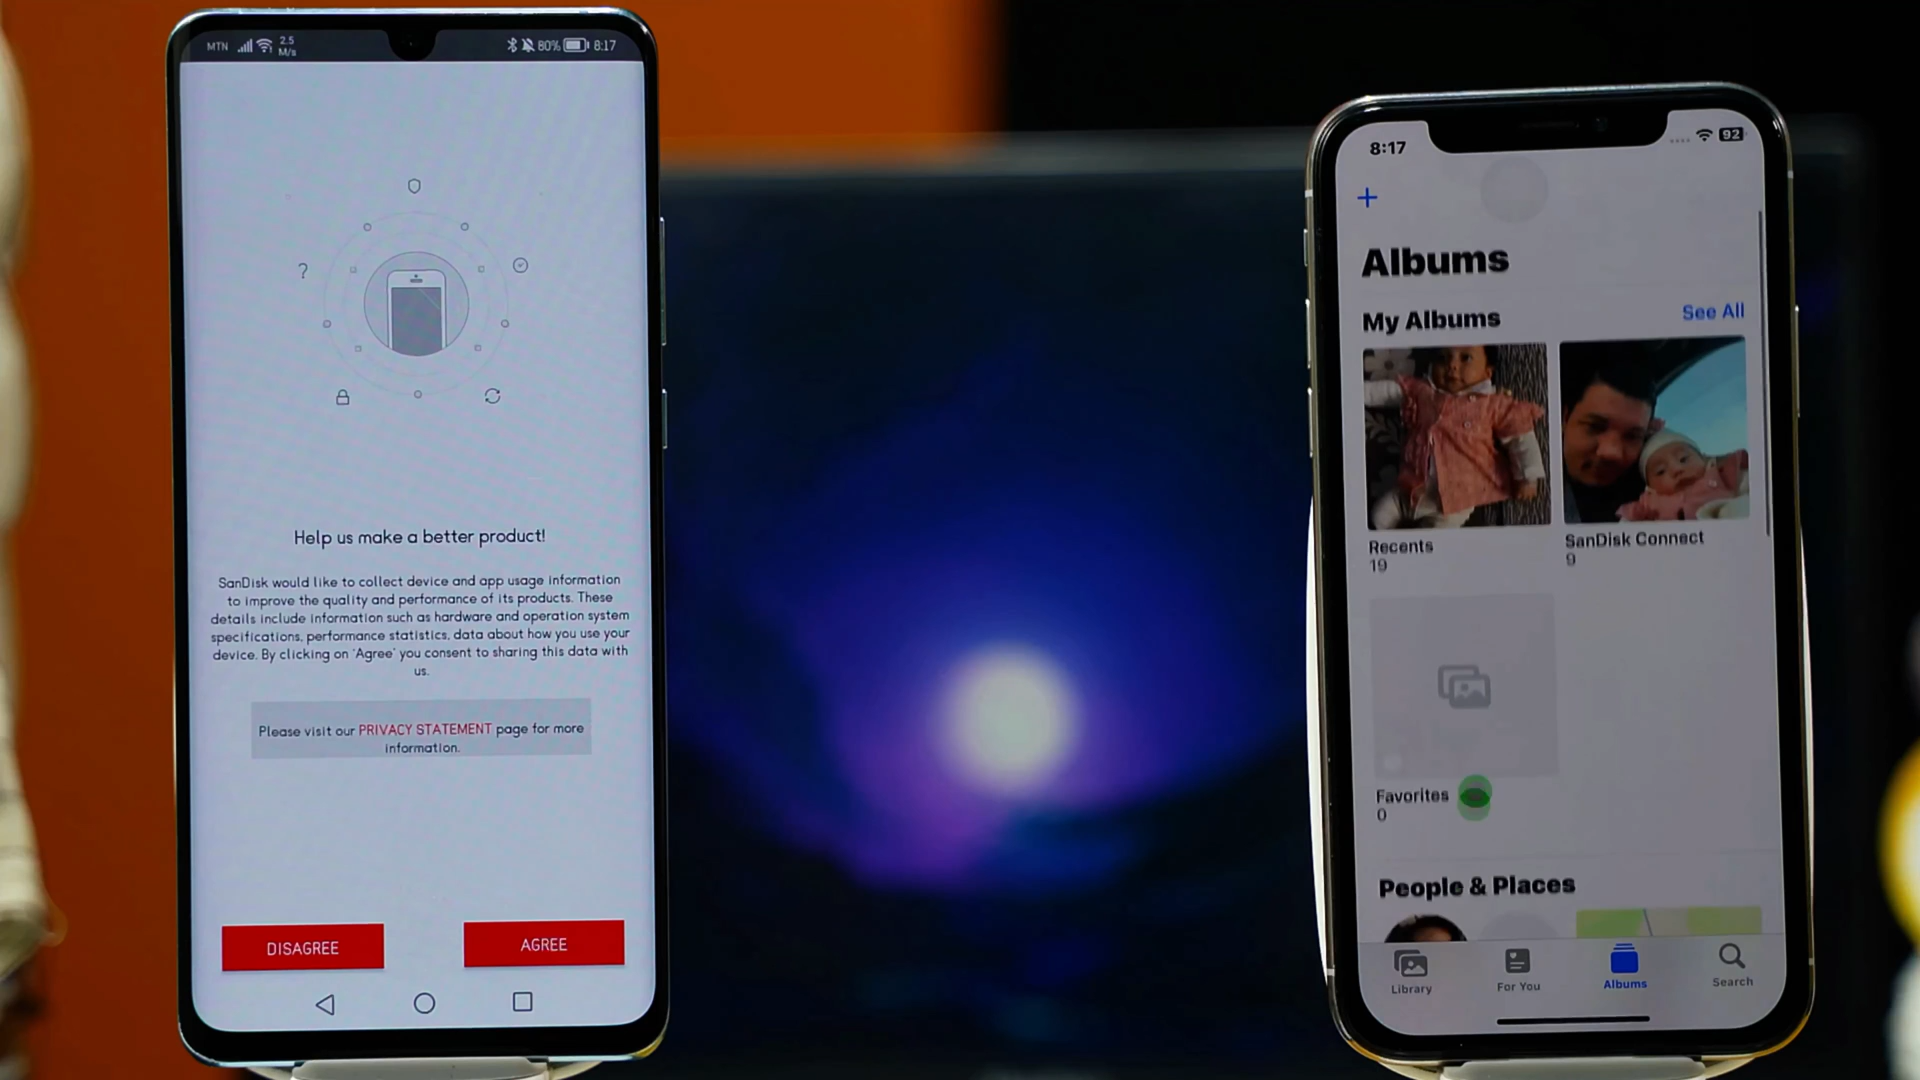 MTN
2.5
M/s
80%
8:17
?
Help us make a better product!
SanDisk would like to collect device and app usage information
to improve the quality and performance of its products. These
details include information such as hardware and operation system
specifications, performance statistics, data about how you use your
device. By clicking on 'Agree' you consent to sharing this data with
us.
Please visit our PRIVACY STATEMENT page for more
information.
DISAGREE
AGREE
8:17
92
+
Albums
My Albums
See All
Recents
19
SanDisk Connect
9
Favorites
0
People & Places
Library
For You
Albums
Search